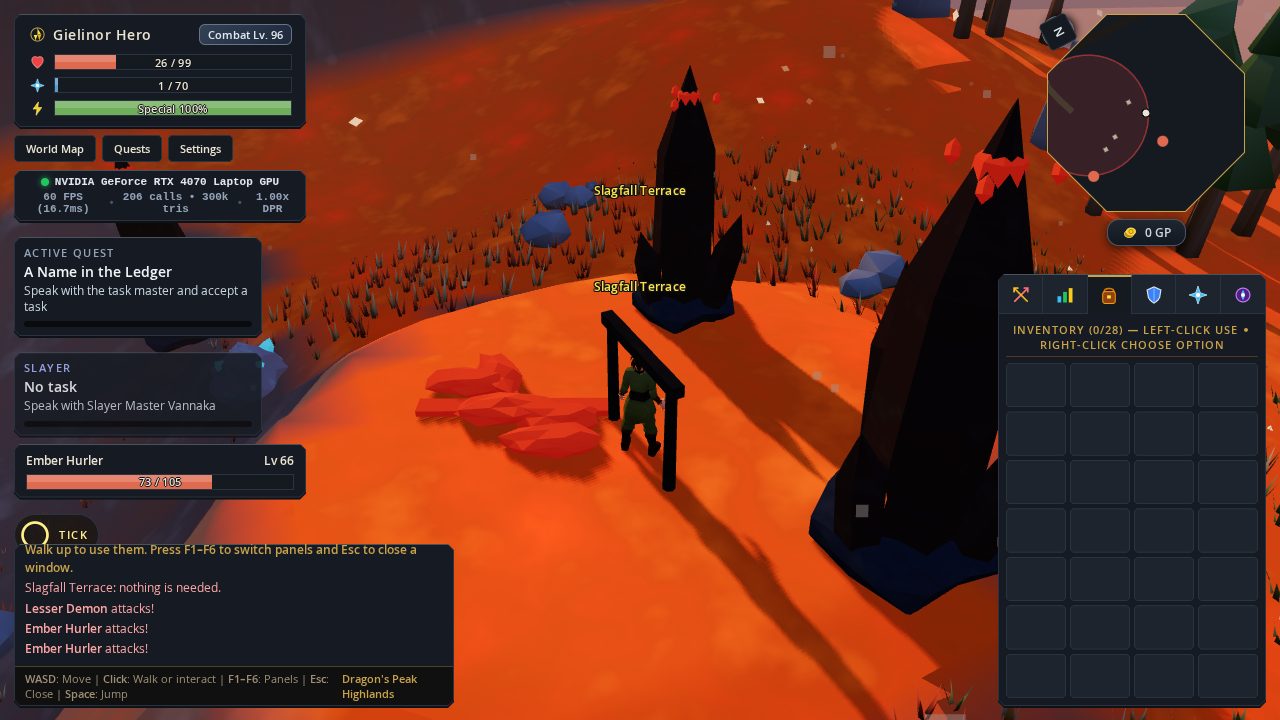 Gielinor Hero
Combat Lv. 96
26 / 99
1 / 70
Special 100%
World Map
Quests
Settings
NVIDIA GeForce RTX 4070 Laptop GPU
60 FPS (16.7ms) • 206 calls • 300k tris • 1.00x DPR
ACTIVE QUEST
A Name in the Ledger
Speak with the task master and accept a
task
SLAYER
No task
Speak with Slayer Master Vannaka
Ember Hurler
Lv 66
73 / 105
TICK
Walk up to use them. Press F1–F6 to switch panels and Esc to close a
window.
Slagfall Terrace: nothing is needed.
Lesser Demon attacks!
Ember Hurler attacks!
Ember Hurler attacks!
WASD: Move | Click: Walk or interact | F1–F6: Panels | Esc:
Close | Space: Jump
Dragon's Peak
Highlands
Slagfall Terrace
Slagfall Terrace
N
0 GP
INVENTORY (0/28) — LEFT-CLICK USE •
RIGHT-CLICK CHOOSE OPTION